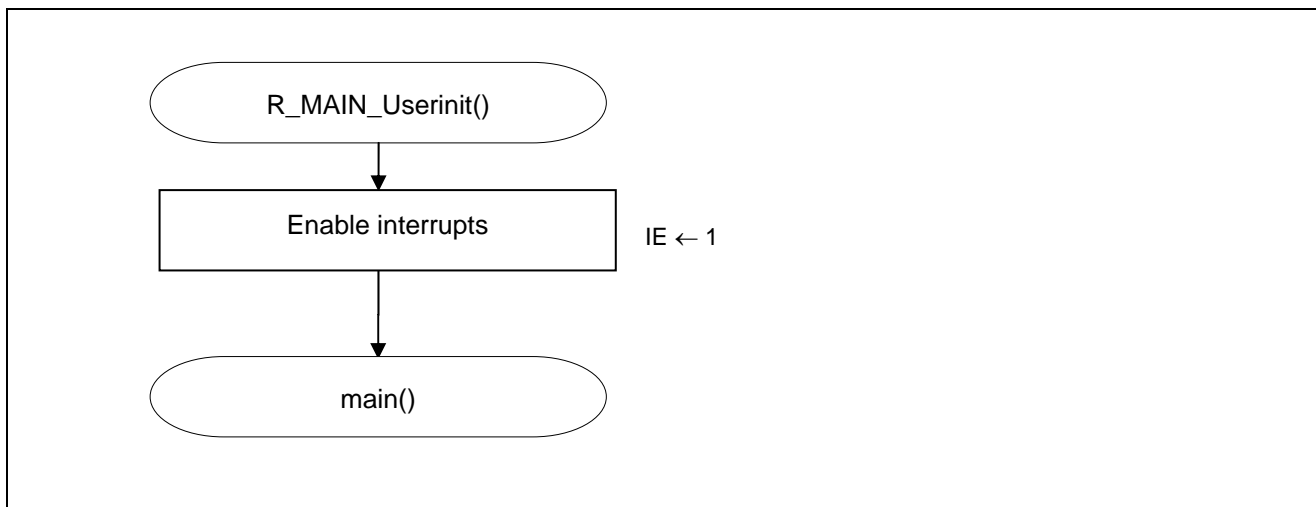 R_MAIN_Userinit()
Enable interrupts
IE ← 1
main()